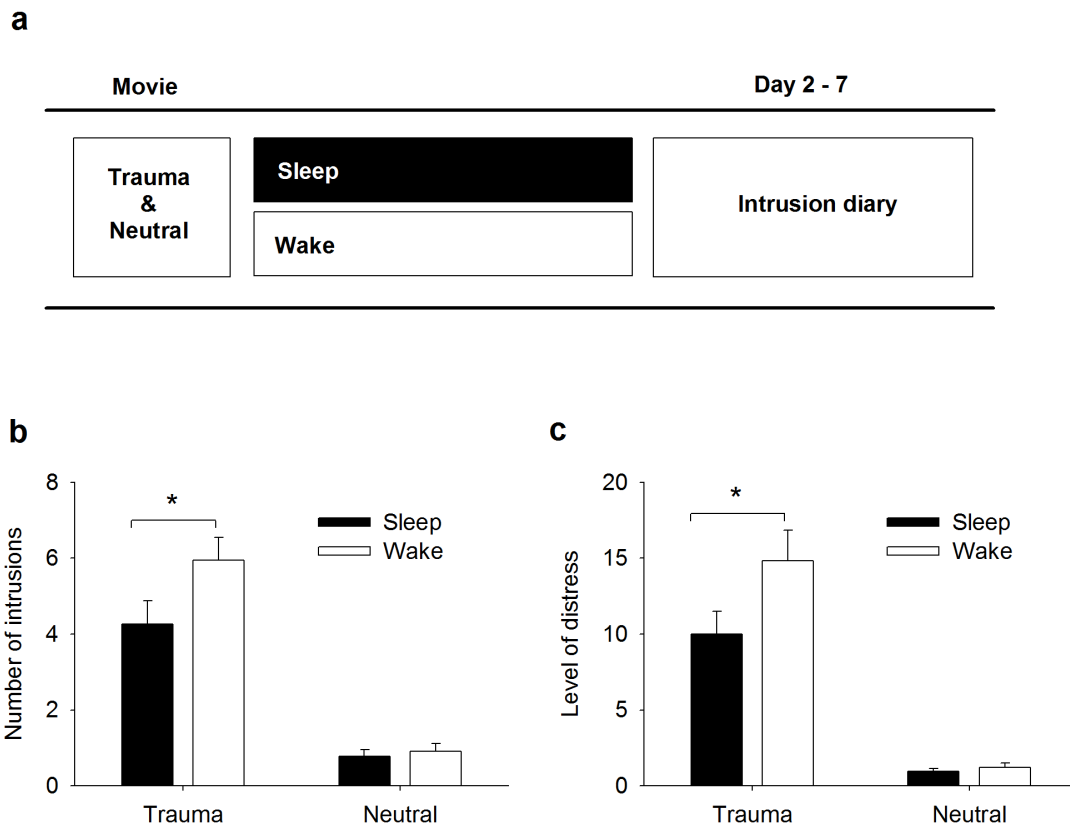 a
Movie
Day 2 - 7
Trauma
&
Neutral
Sleep
Wake
Intrusion diary
b
Number of intrusions
8
6
4
2
0
*
Sleep
Wake
Trauma
Neutral
c
Level of distress
20
15
10
5
0
*
Sleep
Wake
Trauma
Neutral